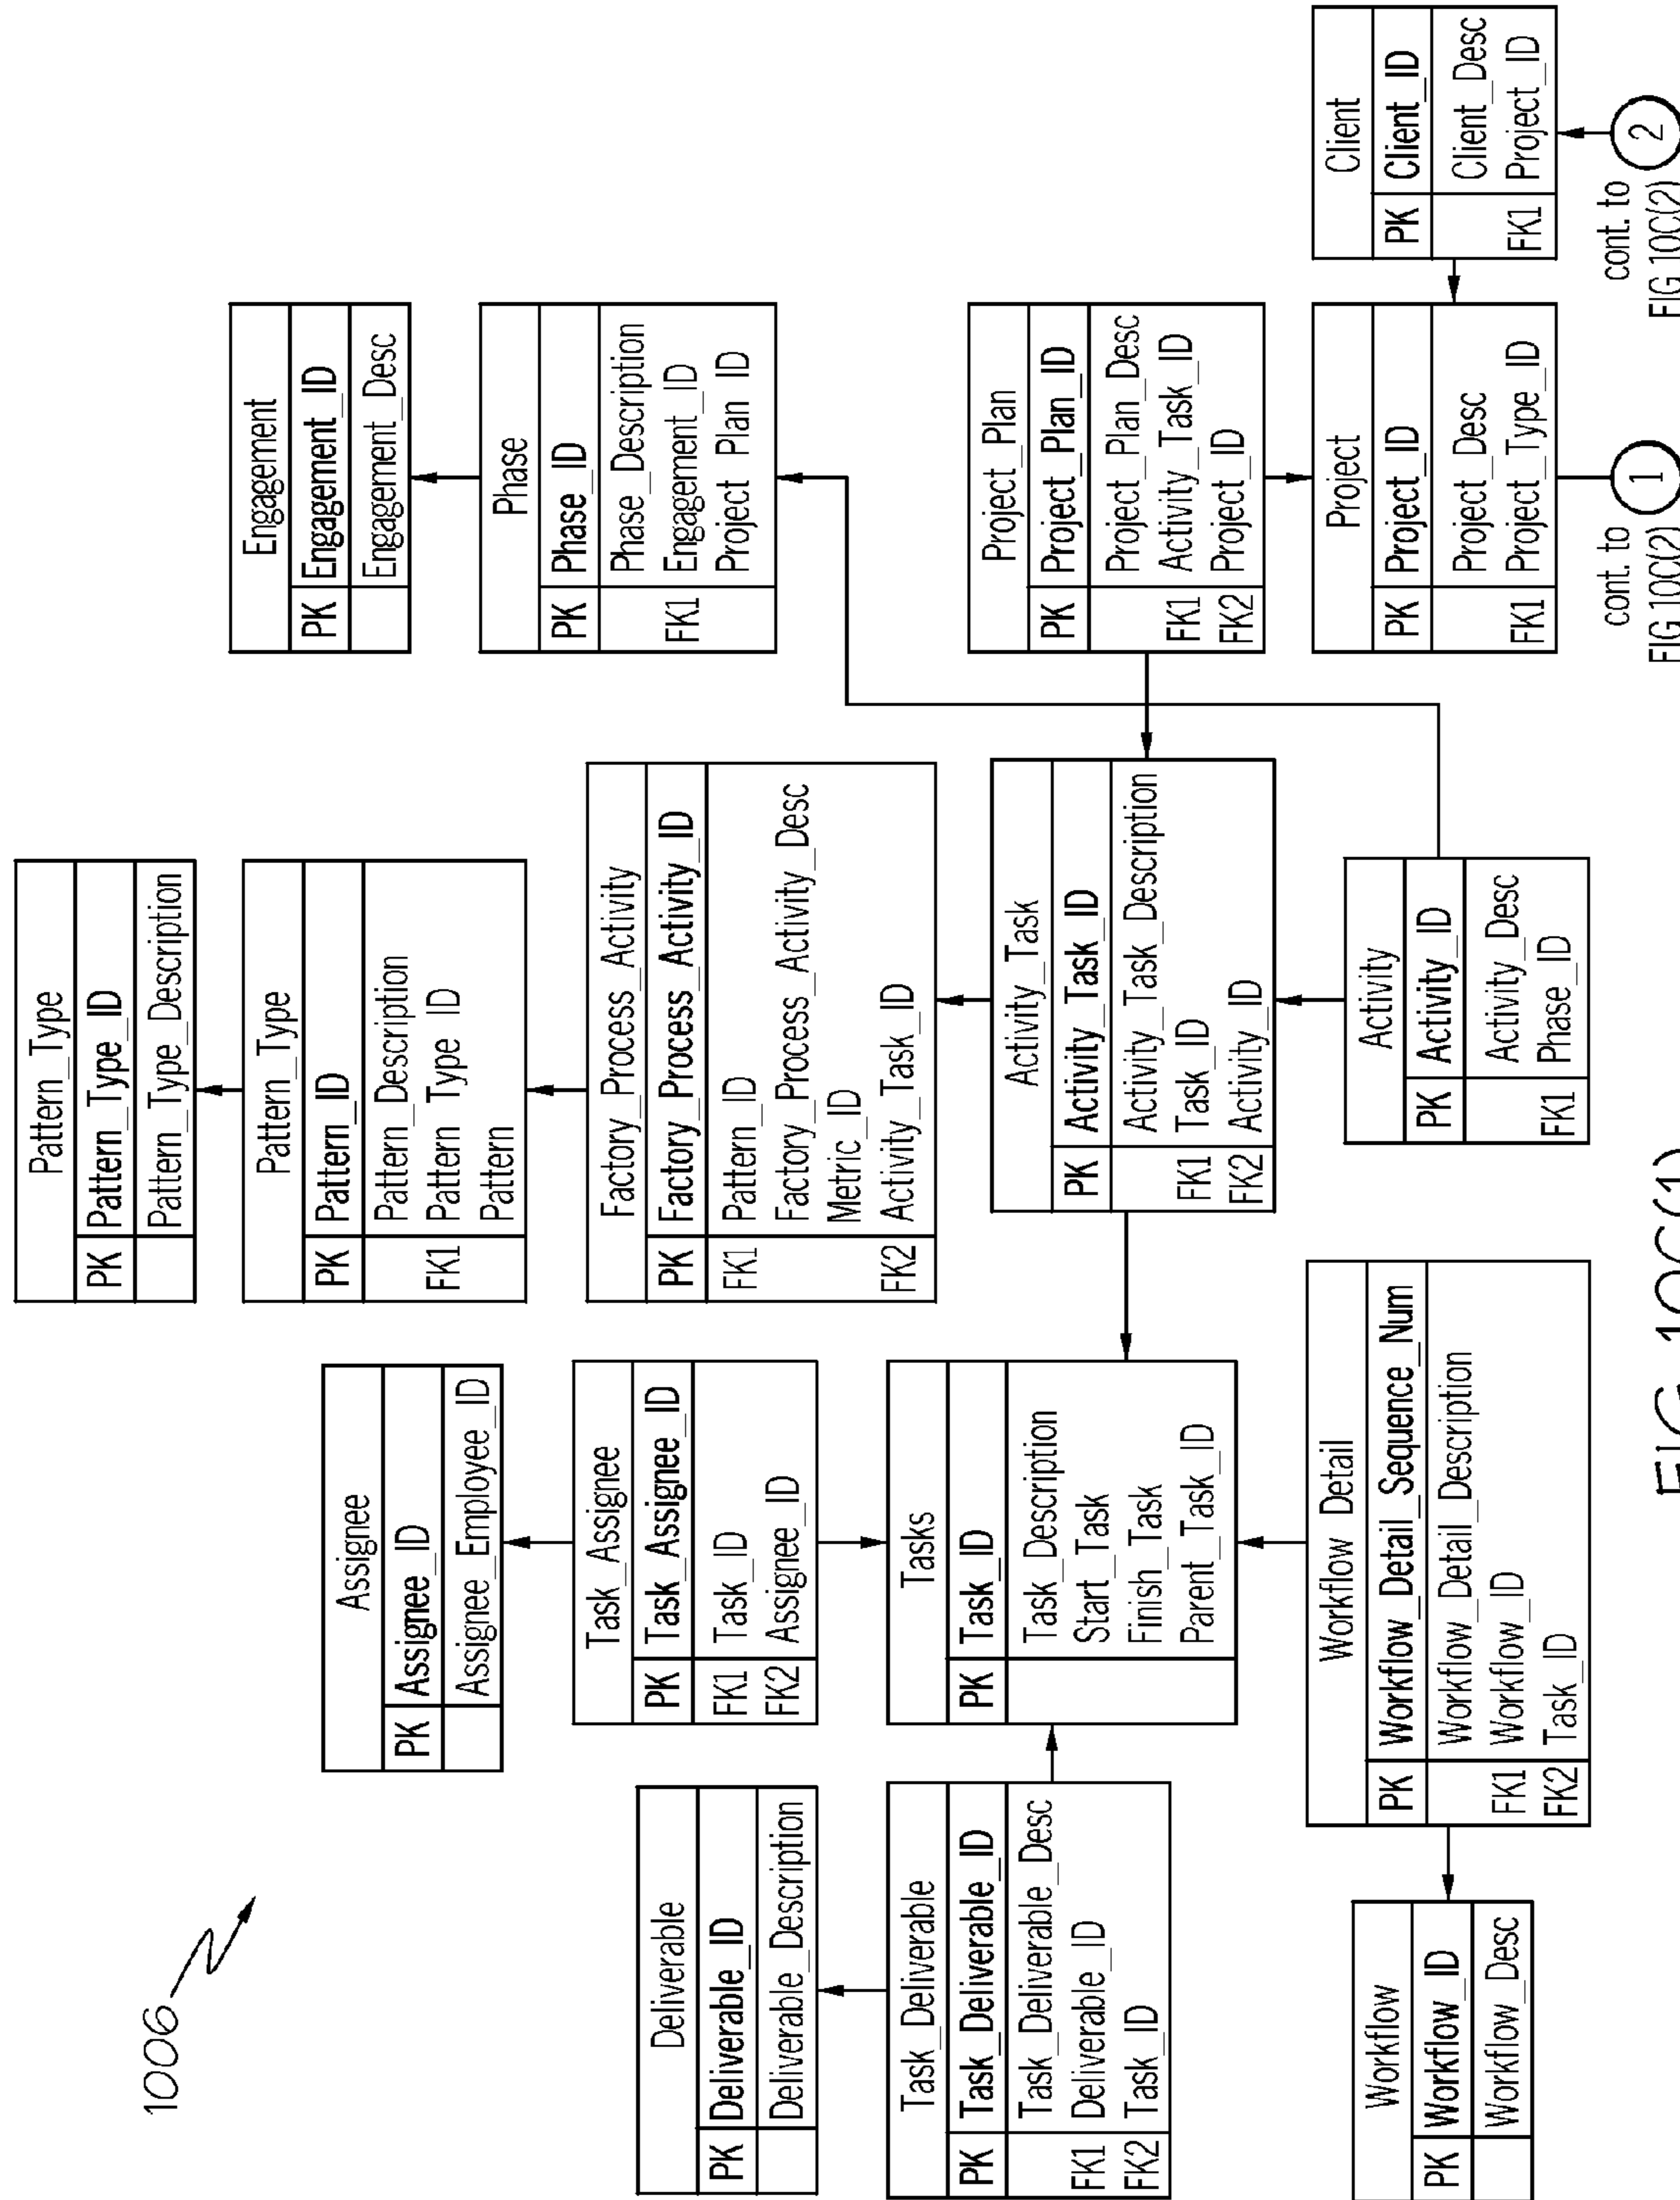 1006
Pattern_Type
PK Pattern_Type_ID
Pattern_Type_Description
Pattern_Type
PK Pattern_ID
Pattern_Description
FK1 Pattern_Type_ID
Pattern
Factory_Process_Activity
PK Factory_Process_Activity_ID
FK1 Pattern_ID
Factory_Process_Activity_Desc
Metric_ID
FK2 Activity_Task_ID
Engagement
PK Engagement_ID
Engagement_Desc
Phase
PK Phase_ID
Phase_Description
FK1 Engagement_ID
Project_Plan_ID
Assignee
PK Assignee_ID
Assignee_Employee_ID
Task_Assignee
PK Task_Assignee_ID
FK1 Task_ID
FK2 Assignee_ID
Deliverable
PK Deliverable_ID
Deliverable_Description
Task_Deliverable
PK Task_Deliverable_ID
Task_Deliverable_Desc
FK1 Deliverable_ID
FK2 Task_ID
Tasks
PK Task_ID
Task_Description
Start_Task
Finish_Task
Parent_Task_ID
Activity_Task
PK Activity_Task_ID
Activity_Task_Description
FK1 Task_ID
FK2 Activity_ID
Project_Plan
PK Project_Plan_ID
Project_Plan_Desc
FK1 Activity_Task_ID
FK2 Project_ID
Workflow
PK Workflow_ID
Workflow_Desc
Workflow_Detail
PK Workflow_Detail_Sequence_Num
Workflow_Detail_Description
FK1 Workflow_ID
FK2 Task_ID
Activity
PK Activity_ID
Activity_Desc
FK1 Phase_ID
Project
PK Project_ID
Project_Desc
FK1 Project_Type_ID
Client
PK Client_ID
Client_Desc
FK1 Project_ID
cont. to
FIG 10C(2)
1
cont. to
FIG 10C(2)
2
FIG 10C(1)